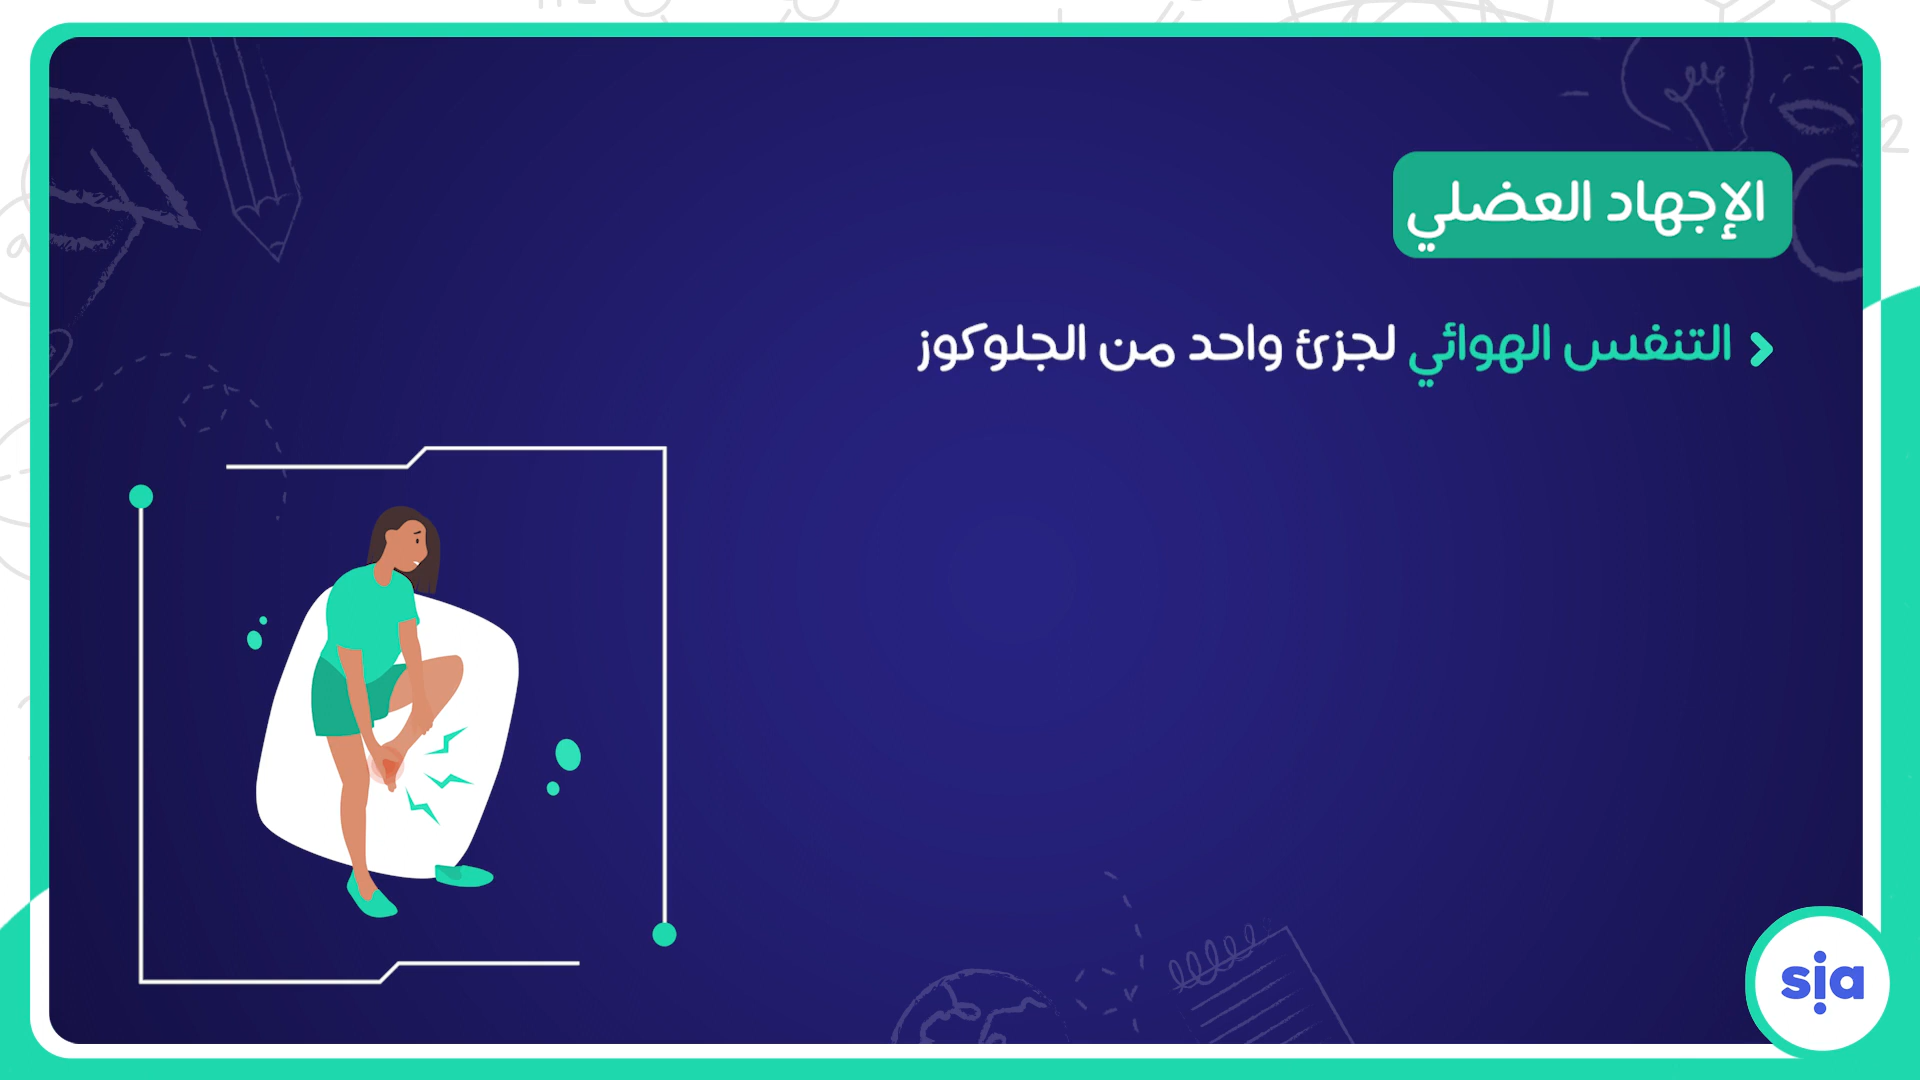 الإجهاد العضلي
التنفس الهوائي لجزئ واحد من الجلوكوز
sia